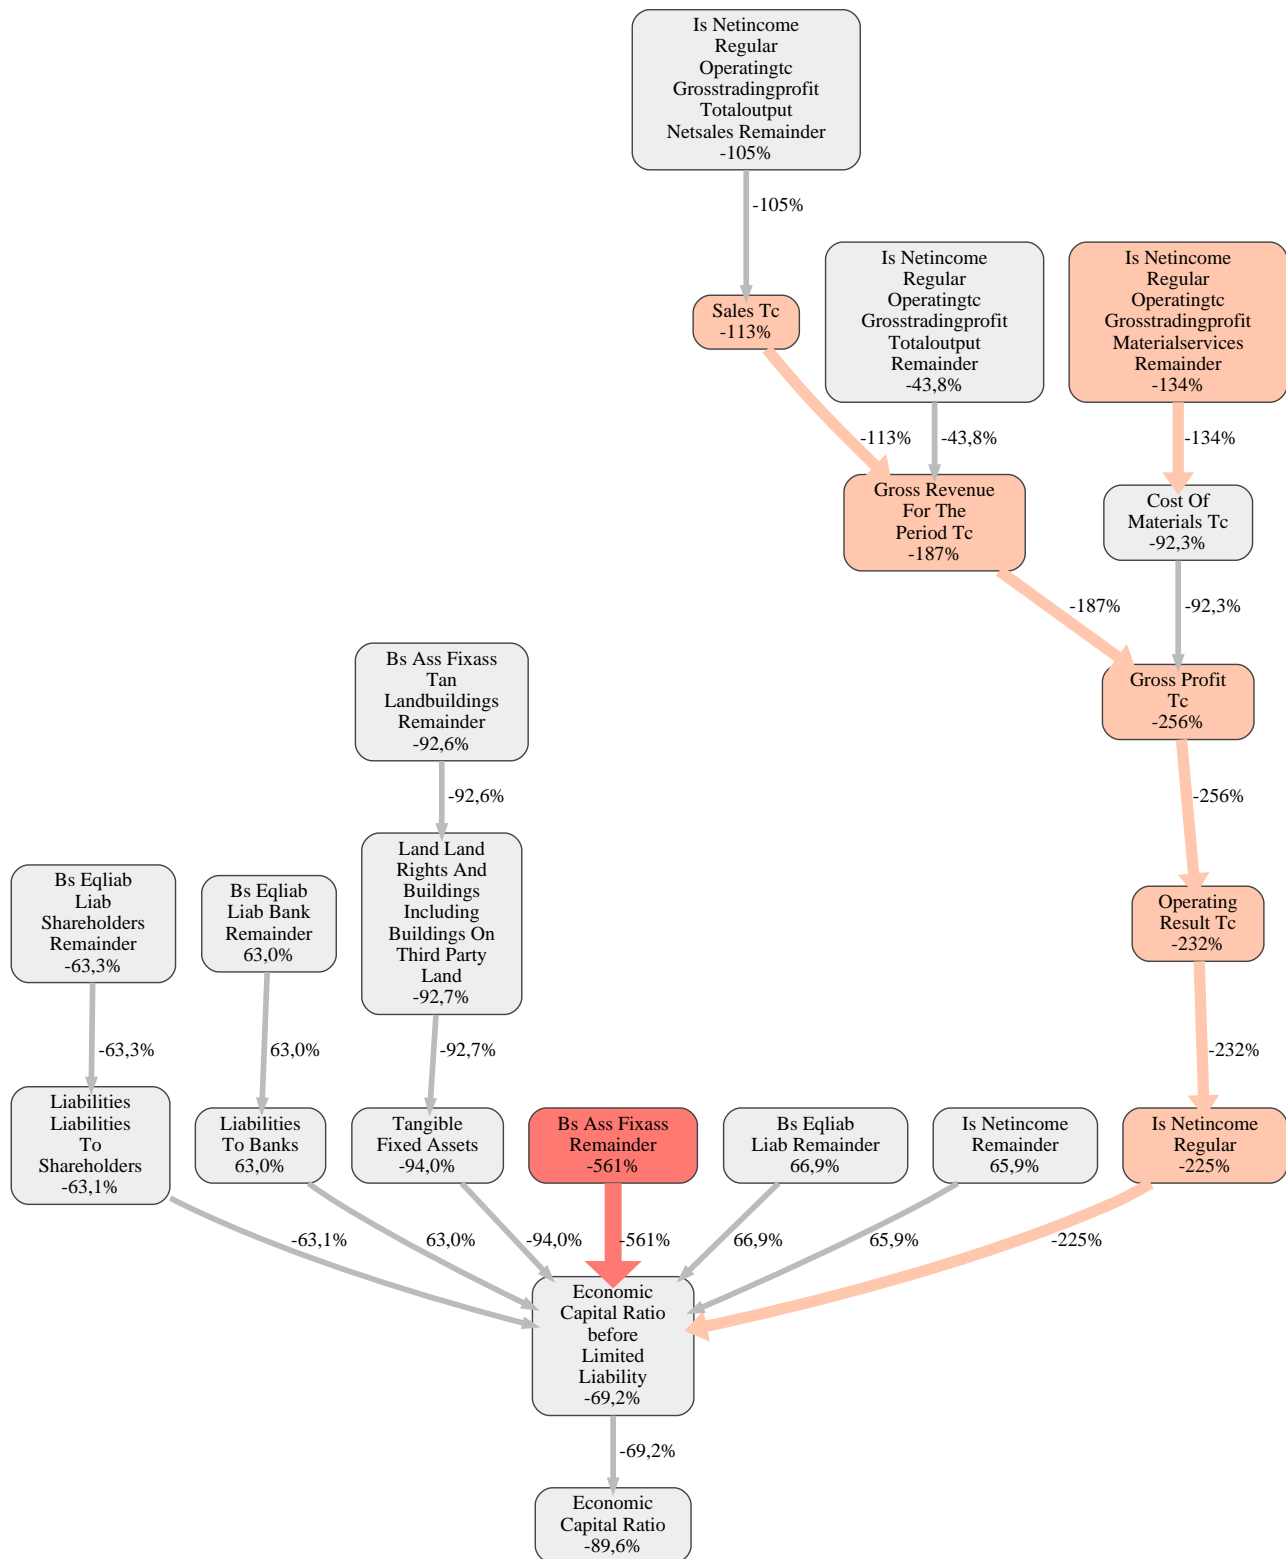 Is Netincome
Regular
Operatingtc
Grosstradingprofit
Totaloutput
Netsales Remainder
-105%
-105%
Sales Tc
-113%
Is Netincome
Regular
Operatingtc
Grosstradingprofit
Totaloutput
Remainder
-43,8%
Is Netincome
Regular
Operatingtc
Grosstradingprofit
Materialservices
Remainder
-134%
-113%
-43,8%
-134%
Gross Revenue
For The
Period Tc
-187%
Cost Of
Materials Tc
-92,3%
-187%
-92,3%
Bs Ass Fixass
Tan
Landbuildings
Remainder
-92,6%
Gross Profit
Tc
-256%
-92,6%
-256%
Land Land
Rights And
Buildings
Including
Buildings On
Third Party
Land
-92,7%
Bs Eqliab
Liab
Shareholders
Remainder
-63,3%
Bs Eqliab
Liab Bank
Remainder
63,0%
Operating
Result Tc
-232%
-63,3%
63,0%
-92,7%
-232%
Liabilities
Liabilities
To
Shareholders
-63,1%
Liabilities
To Banks
63,0%
Tangible
Fixed Assets
-94,0%
Bs Ass Fixass
Remainder
-561%
Bs Eqliab
Liab Remainder
66,9%
Is Netincome
Remainder
65,9%
Is Netincome
Regular
-225%
-63,1%
63,0%
-94,0%
-561%
66,9%
65,9%
-225%
Economic
Capital Ratio
before
Limited
Liability
-69,2%
-69,2%
Economic
Capital Ratio
-89,6%